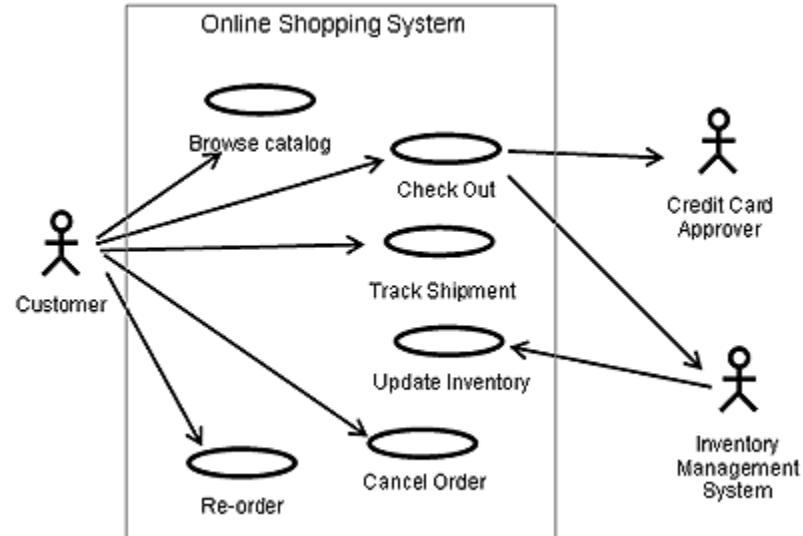 Online Shopping System
Browse catalog
Check Out
Credit Card
Approver
Customer
Track Shipment
Update Inventory
Inventory
Management
System
Cancel Order
Re-order